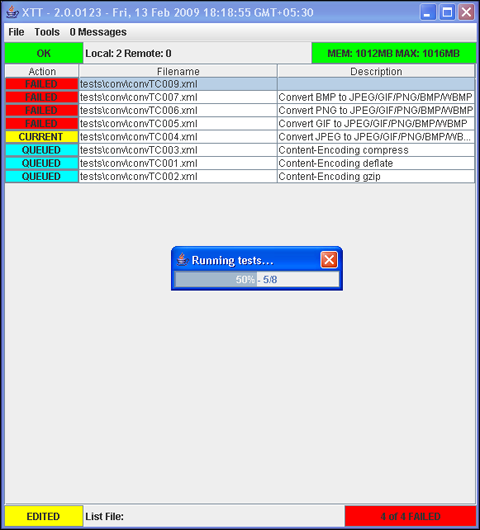 XTT - 2.0.0123 - Fri, 13 Feb 2009 18:18:55 GMT+05:30
File Tools 0 Messages
OK Local: 2 Remote: 0 MEM: 1012MB MAX: 1016MB
Action Filename Description
FAILED tests\conv\convTC009.xml
FAILED tests\conv\convTC007.xml Convert BMP to JPEG/GIF/PNG/BMP/WBMP
FAILED tests\conv\convTC006.xml Convert PNG to JPEG/GIF/PNG/BMP/WBMP
FAILED tests\conv\convTC005.xml Convert GIF to JPEG/GIF/PNG/BMP/WBMP
CURRENT tests\conv\convTC004.xml Convert JPEG to JPEG/GIF/PNG/BMP/WB...
QUEUED tests\conv\convTC003.xml Content-Encoding compress
QUEUED tests\conv\convTC001.xml Content-Encoding deflate
QUEUED tests\conv\convTC002.xml Content-Encoding gzip
Running tests...
50% - 5/8
EDITED List File: 4 of 4 FAILED